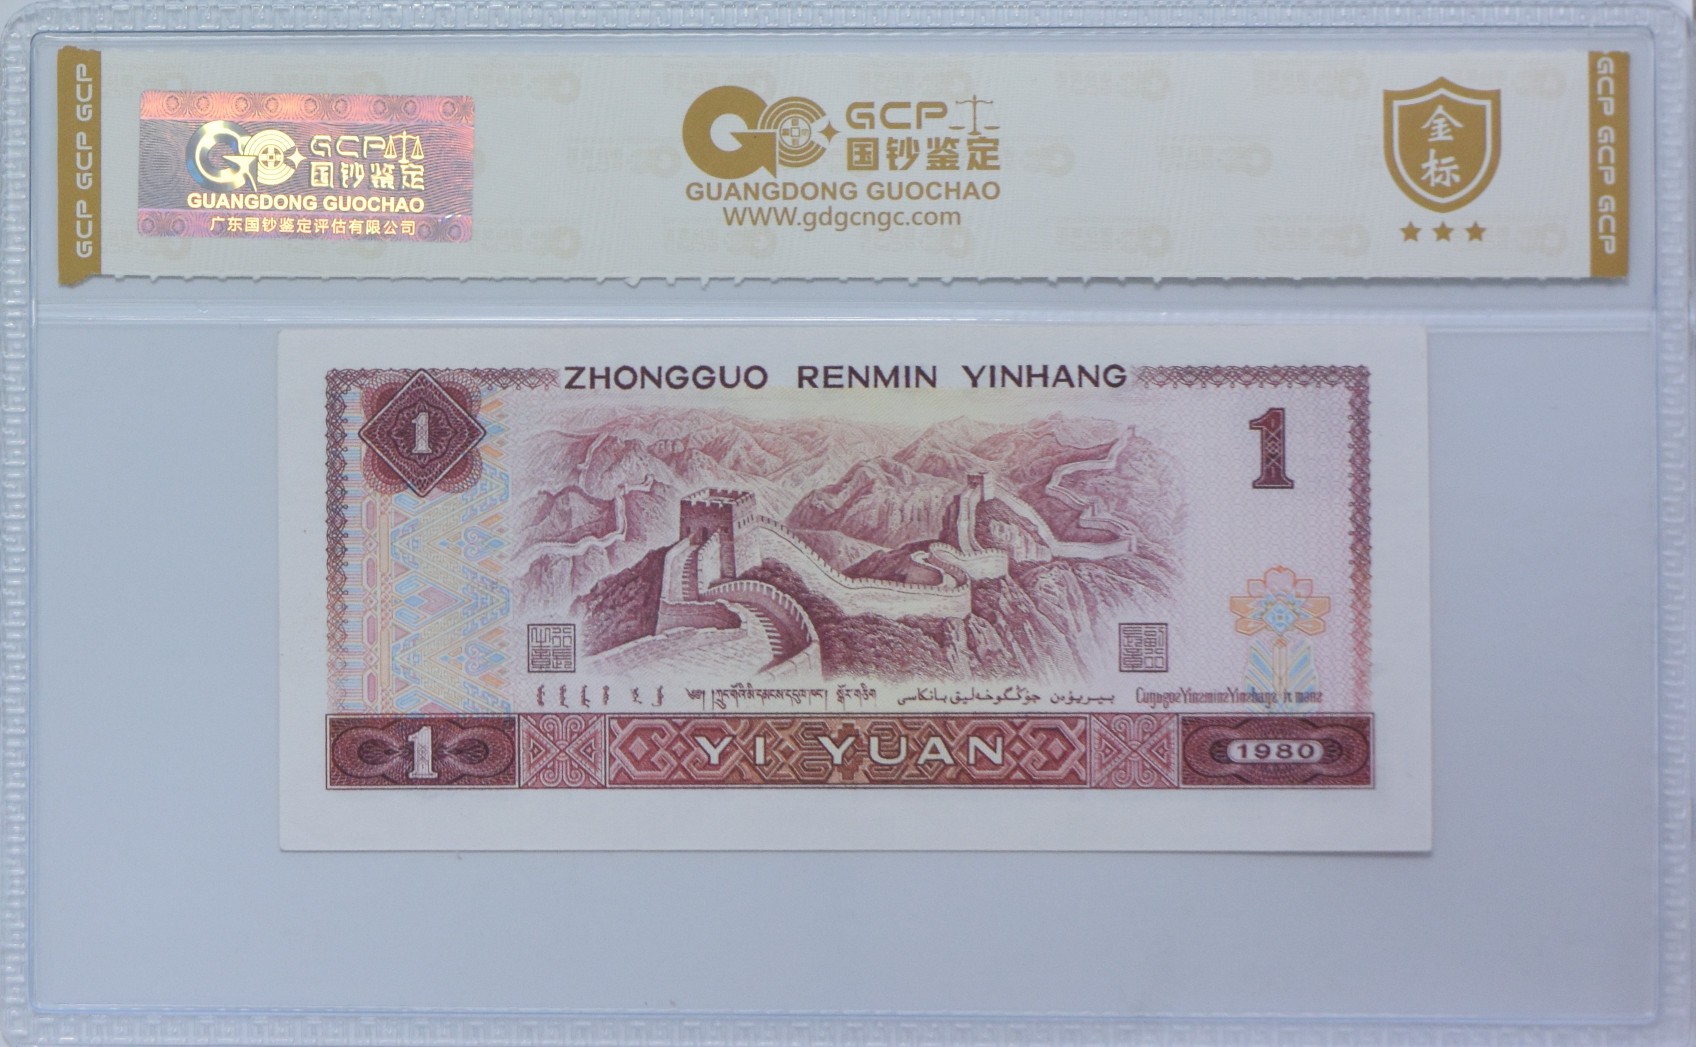 GCP GCP GCP
GCP 国钞鉴定
GUANGDONG GUOCHAO
广东国钞鉴定评估有限公司
GCP
国钞鉴定
GUANGDONG GUOCHAO
WWW.gdgcngc.com
金标
GCP GCP GCP
ZHONGGUO RENMIN YINHANG
1
1
1
YI YUAN
1980